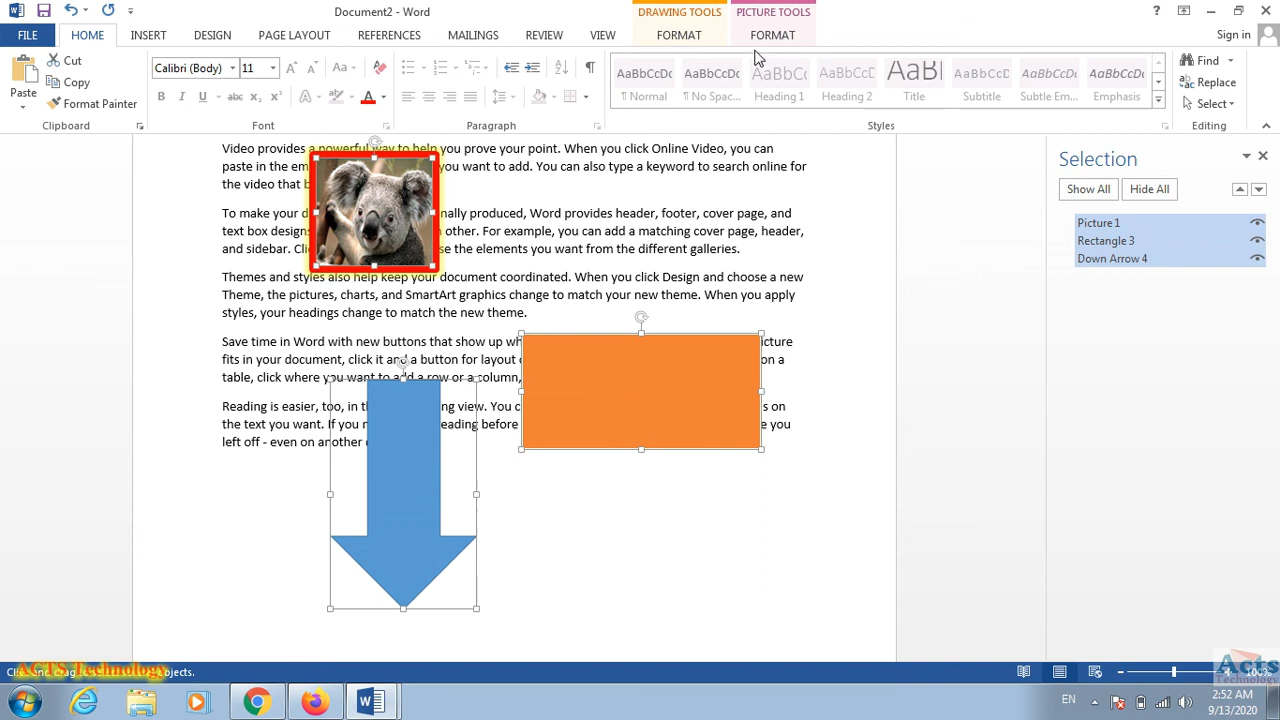 Document2 - Word
DRAWING TOOLS
PICTURE TOOLS
?
FILE
HOME
INSERT
DESIGN
PAGE LAYOUT
REFERENCES
MAILINGS
REVIEW
VIEW
FORMAT
FORMAT
Sign in
Paste
Cut
Copy
Format Painter
Clipboard
Calibri (Body)
11
Aa
B I U abc x₂ x²
A
Font
Paragraph
AaBbCcDc
¶ Normal
AaBbCcDc
¶ No Spac...
AaBbCc
Heading 1
AaBbCcD
Heading 2
AaB
Title
AaBbCcD
Subtitle
AaBbCcDc
Subtle Em...
AaBbCcDc
Emphasis
Styles
Find
Replace
Select
Editing
Video provides a powerful way to help you prove your point. When you click Online Video, you can
paste in the em you want to add. You can also type a keyword to search online for
the video that b
To make your d nally produced, Word provides header, footer, cover page, and
text box designs other. For example, you can add a matching cover page, header,
and sidebar. Cli se the elements you want from the different galleries.
Themes and styles also help keep your document coordinated. When you click Design and choose a new
Theme, the pictures, charts, and SmartArt graphics change to match your new theme. When you apply
styles, your headings change to match the new theme.
Save time in Word with new buttons that show up wh picture
fits in your document, click it and a button for layout on a
table, click where you want to add a row or a column,
Reading is easier, too, in th ng view. You c s on
the text you want. If you n eading before e you
left off - even on another
Selection
Show All
Hide All
Picture 1
Rectangle 3
Down Arrow 4
ACTS Technology
jects.
100%
Acts
Technology
EN
2:52 AM
9/13/2020